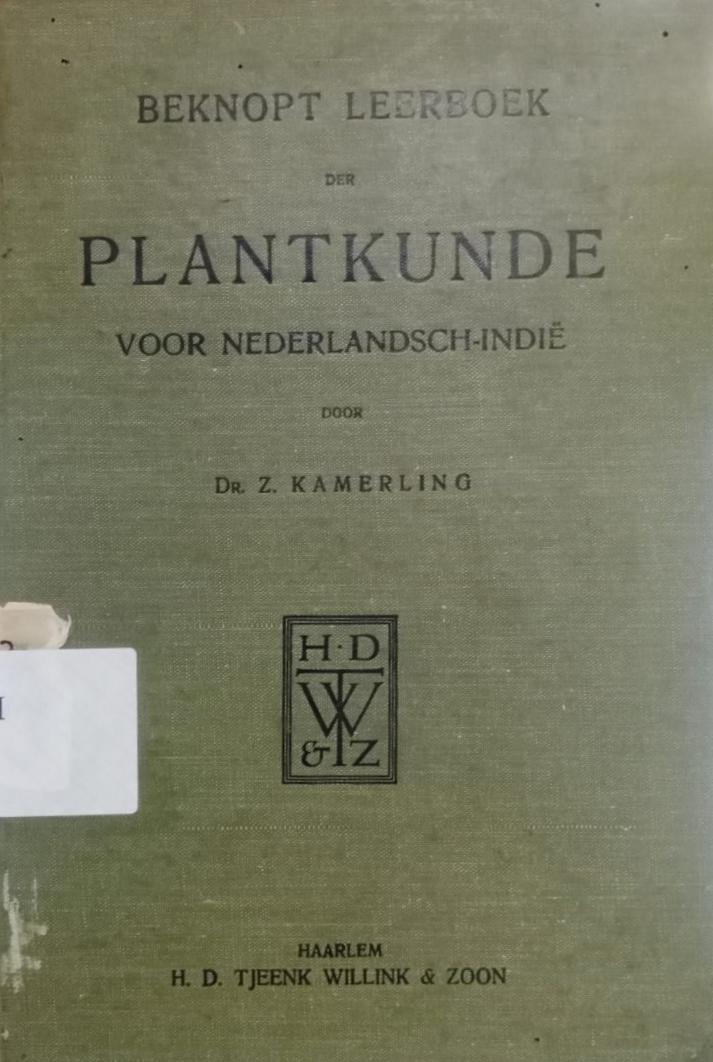 BEKNOPT LEERBOEK
DER
PLANTKUNDE
VOOR NEDERLANDSCH-INDIË
DOOR
DR. Z. KAMERLING
H·D
TW
& Z
HAARLEM
H. D. TJEENK WILLINK & ZOON